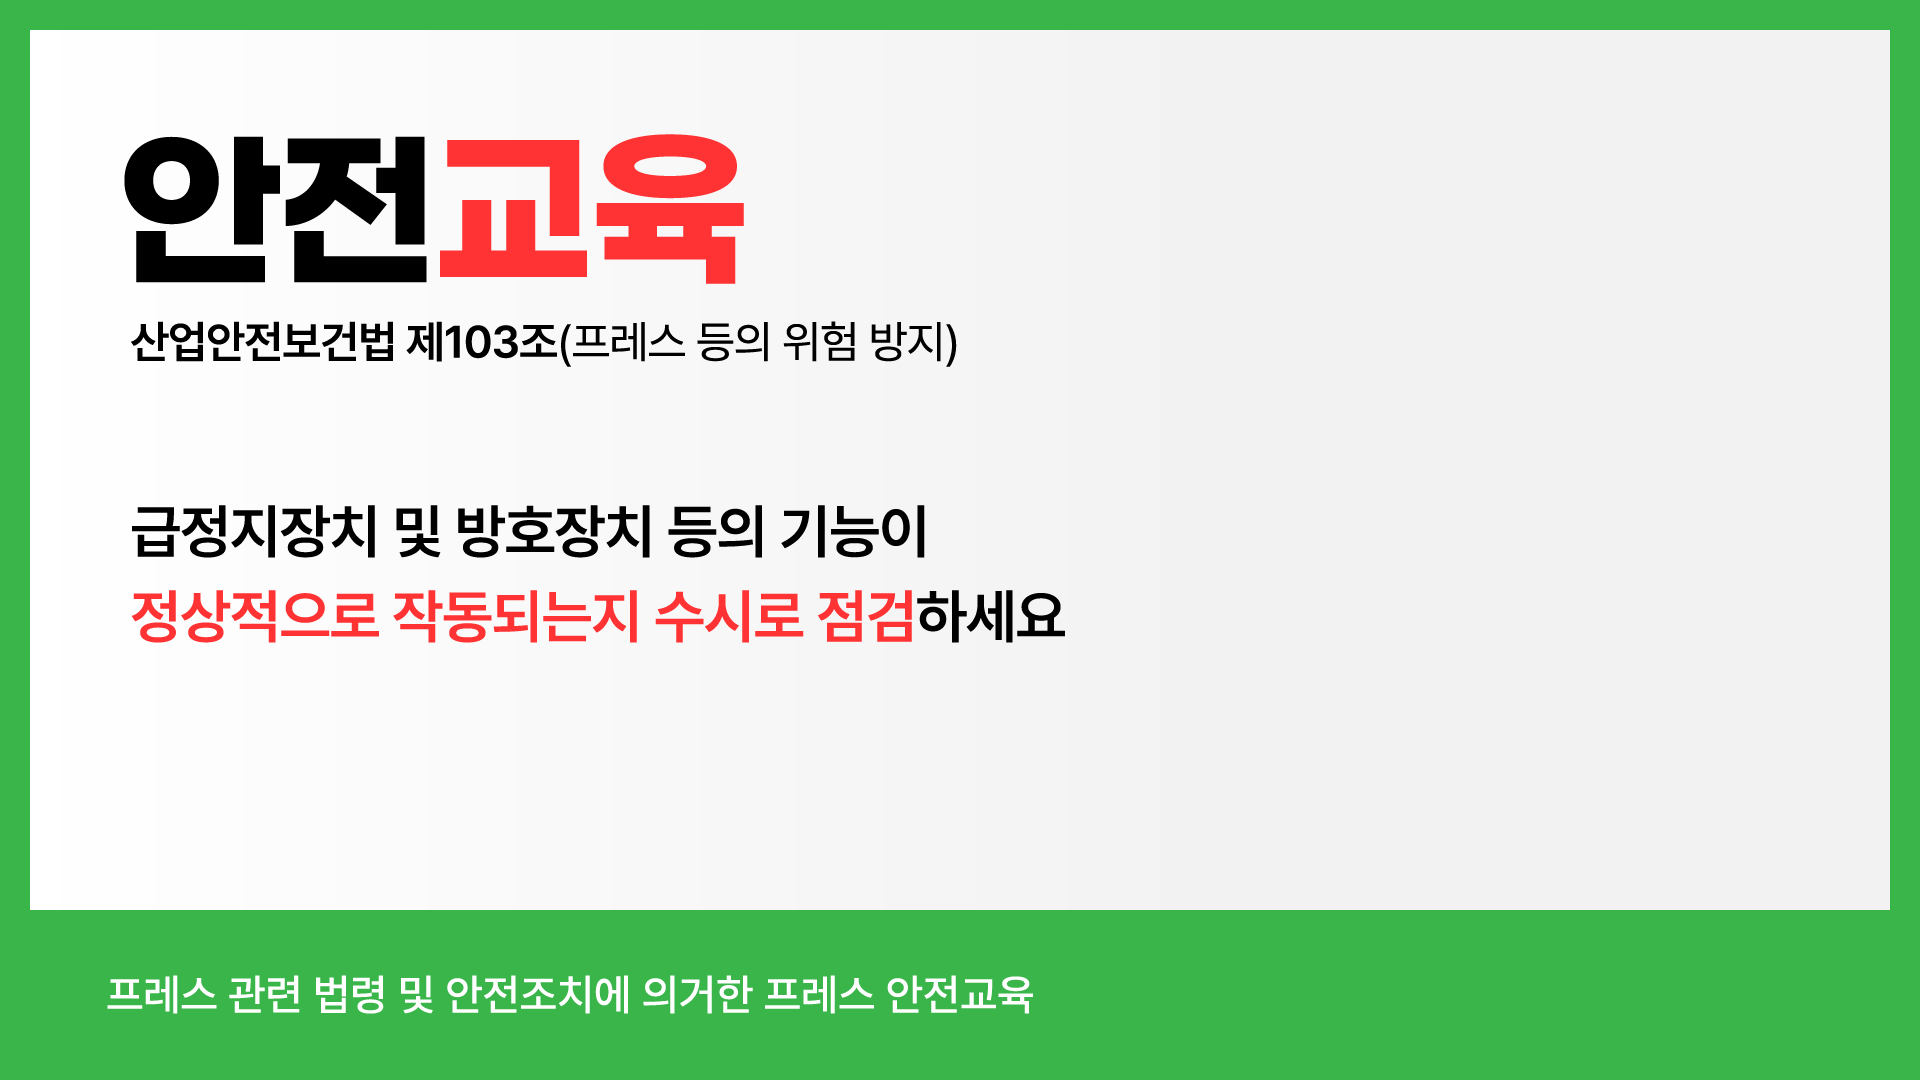 안전교육
산업안전보건법 제103조(프레스 등의 위험 방지)
급정지장치 및 방호장치 등의 기능이
정상적으로 작동되는지 수시로 점검하세요
프레스 관련 법령 및 안전조치에 의거한 프레스 안전교육